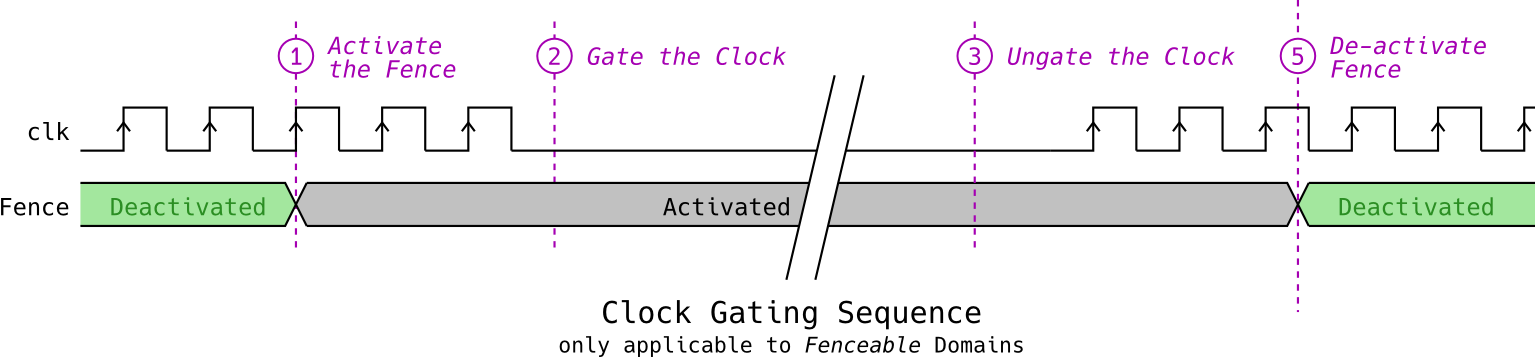 1 Activate
the Fence
2 Gate the Clock
3 Ungate the Clock
5 De-activate
Fence
clk
Fence Deactivated Activated Deactivated
Clock Gating Sequence
only applicable to Fenceable Domains